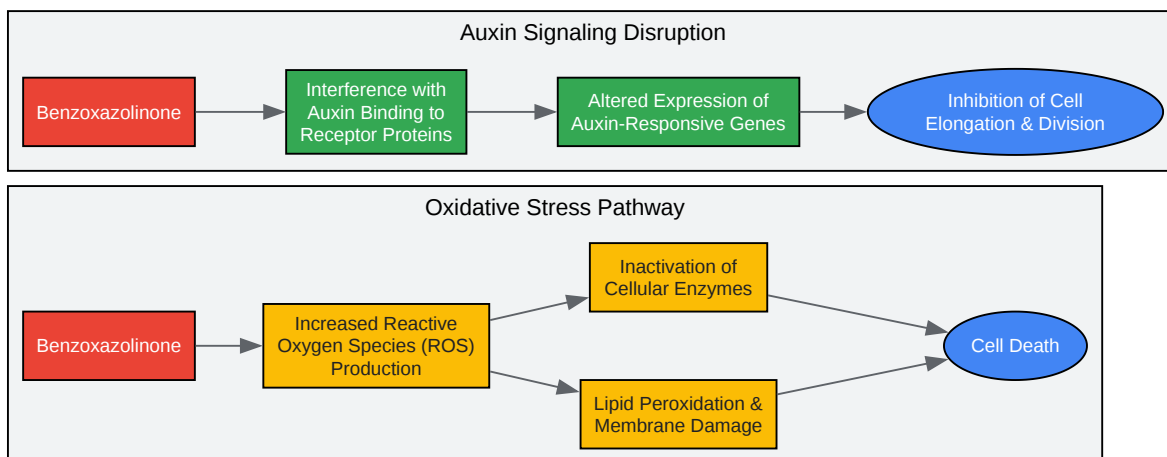 Auxin Signaling Disruption
Benzoxazolinone
Interference with
Auxin Binding to
Receptor Proteins
Altered Expression of
Auxin-Responsive Genes
Inhibition of Cell
Elongation & Division
Oxidative Stress Pathway
Benzoxazolinone
Increased Reactive
Oxygen Species (ROS)
Production
Inactivation of
Cellular Enzymes
Lipid Peroxidation &
Membrane Damage
Cell Death